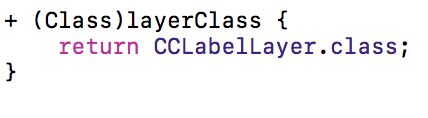 + (Class)layerClass {
    return CCLabelLayer.class;
}